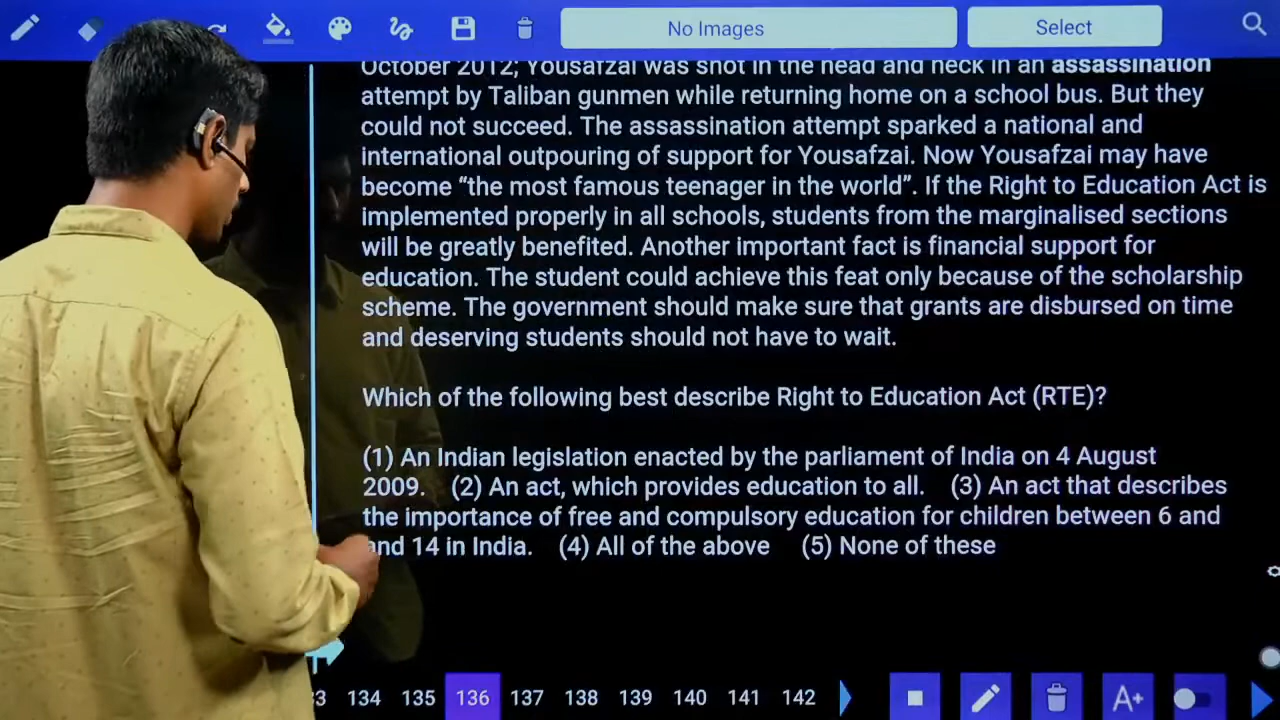 No Images
Select
October 2012; Yousafzai was shot in the head and neck in an assassination
attempt by Taliban gunmen while returning home on a school bus. But they
could not succeed. The assassination attempt sparked a national and
international outpouring of support for Yousafzai. Now Yousafzai may have
become “the most famous teenager in the world”. If the Right to Education Act is
implemented properly in all schools, students from the marginalised sections
will be greatly benefited. Another important fact is financial support for
education. The student could achieve this feat only because of the scholarship
scheme. The government should make sure that grants are disbursed on time
and deserving students should not have to wait.
Which of the following best describe Right to Education Act (RTE)?
(1) An Indian legislation enacted by the parliament of India on 4 August
2009. (2) An act, which provides education to all. (3) An act that describes
the importance of free and compulsory education for children between 6 and
and 14 in India. (4) All of the above (5) None of these
134 135 136 137 138 139 140 141 142
A+